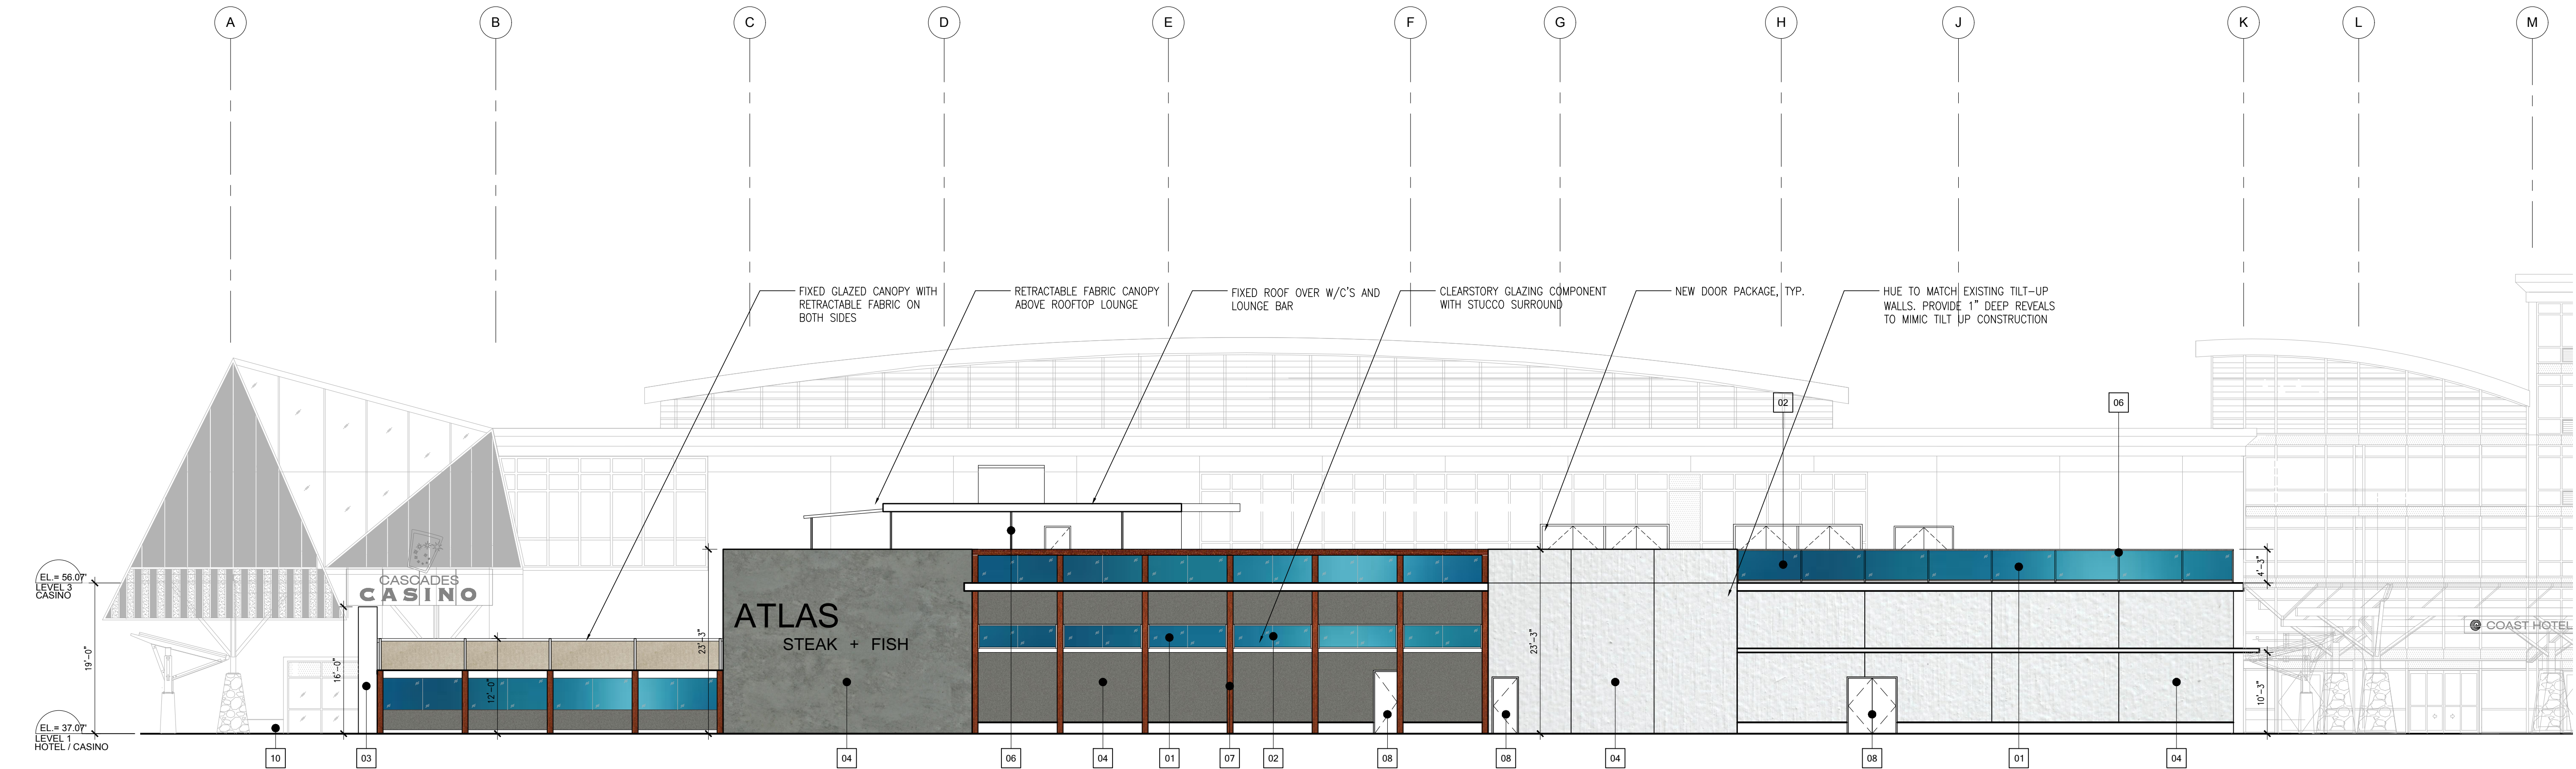 A
B
C
D
E
F
G
H
J
K
L
M
FIXED GLAZED CANOPY WITH
RETRACTABLE FABRIC ON
BOTH SIDES
RETRACTABLE FABRIC CANOPY
ABOVE ROOFTOP LOUNGE
FIXED ROOF OVER W/C'S AND
LOUNGE BAR
CLEARSTORY GLAZING COMPONENT
WITH STUCCO SURROUND
NEW DOOR PACKAGE, TYP.
HUE TO MATCH EXISTING TILT-UP
WALLS. PROVIDE 1" DEEP REVEALS
TO MIMIC TILT UP CONSTRUCTION
02
06
EL.= 56.07'
LEVEL 3
CASINO
19'-0"
EL.= 37.07'
LEVEL 1
HOTEL / CASINO
CASCADES
CASINO
16'-0"
12'-0"
23'-3"
ATLAS
STEAK + FISH
23'-3"
4'-3"
10'-3"
COAST HOTEL
10
03
04
06
04
01
07
02
08
08
04
08
01
04